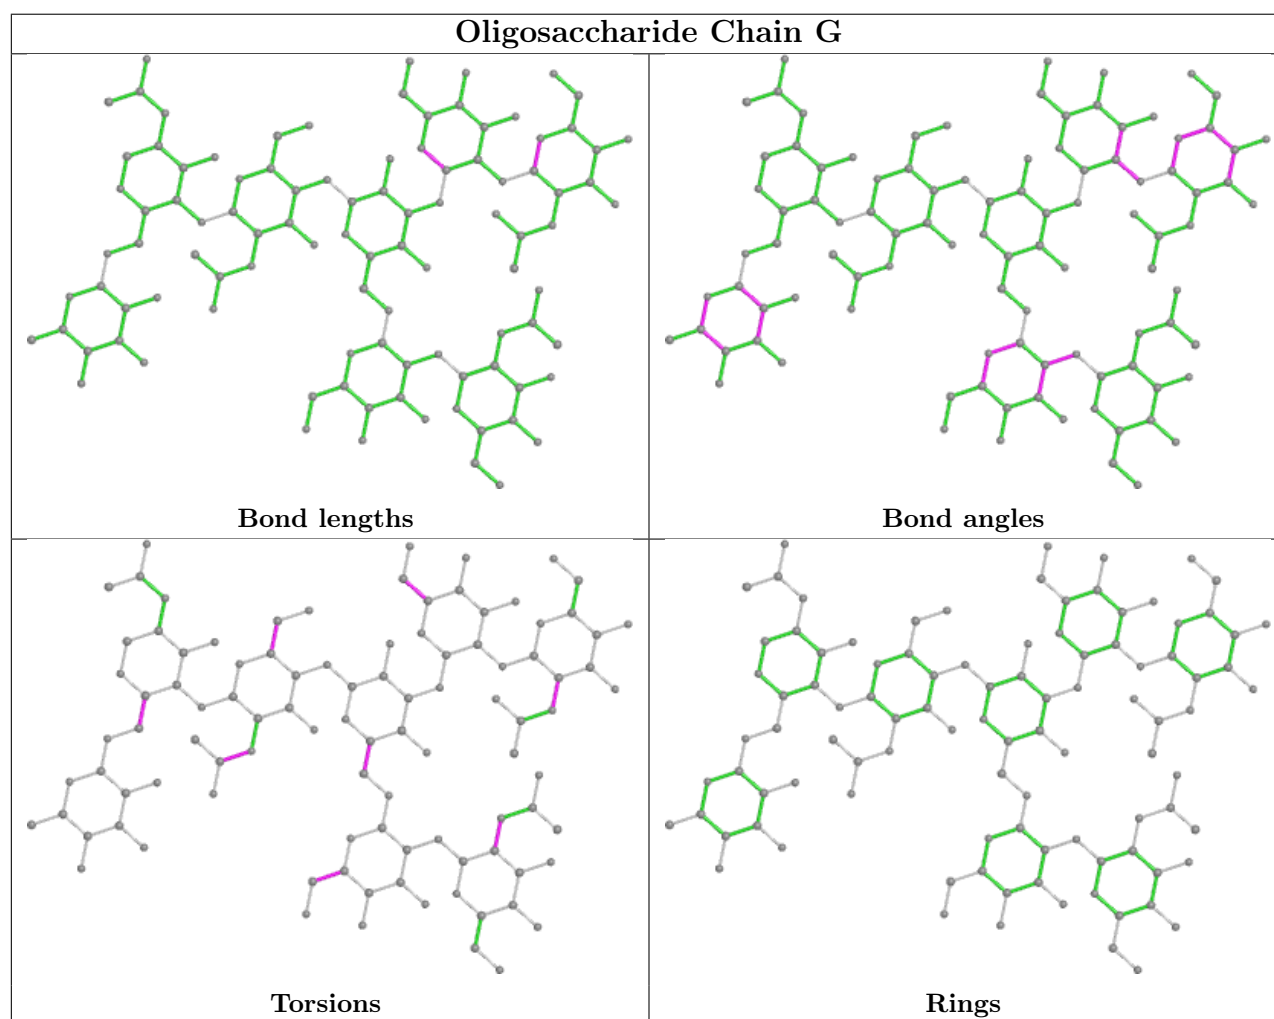 Oligosaccharide Chain G
Bond lengths
Bond angles
Torsions
Rings